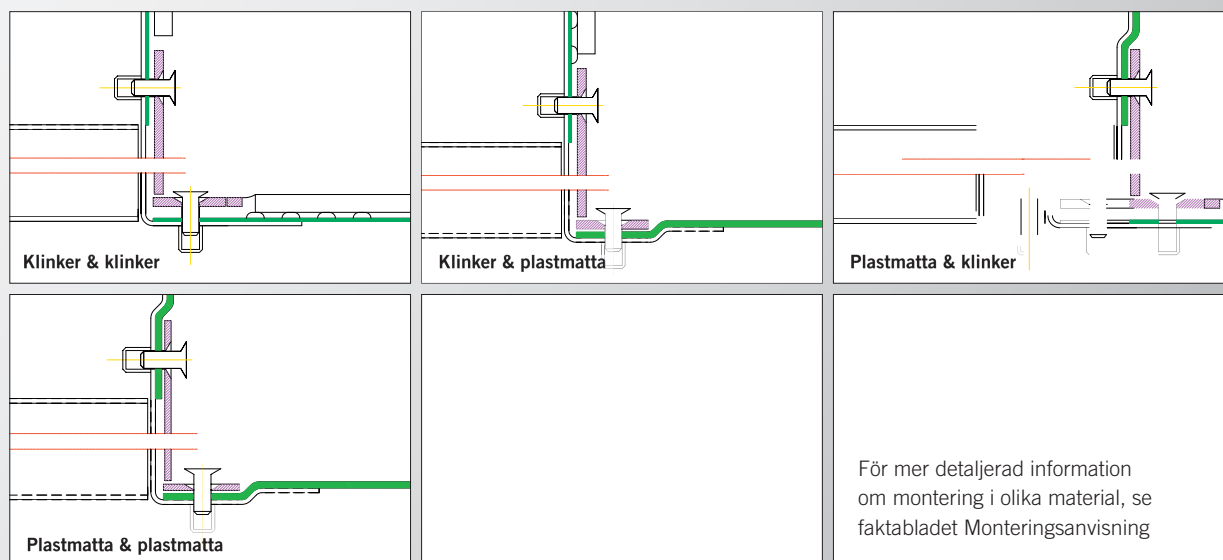 Klinker & klinker
Klinker & plastmatta
Plastmatta & klinker
Plastmatta & plastmatta
För mer detaljerad information
om montering i olika material, se
faktabladet Monteringsanvisning